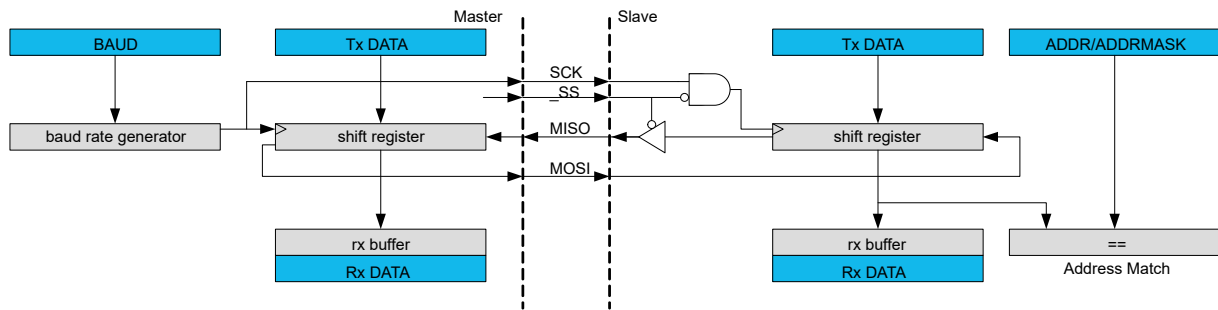 Master
Slave
BAUD
Tx DATA
Tx DATA
ADDR/ADDRMASK
SCK
_SS
baud rate generator
shift register
MISO
shift register
MOSI
rx buffer
rx buffer
==
Rx DATA
Rx DATA
Address Match